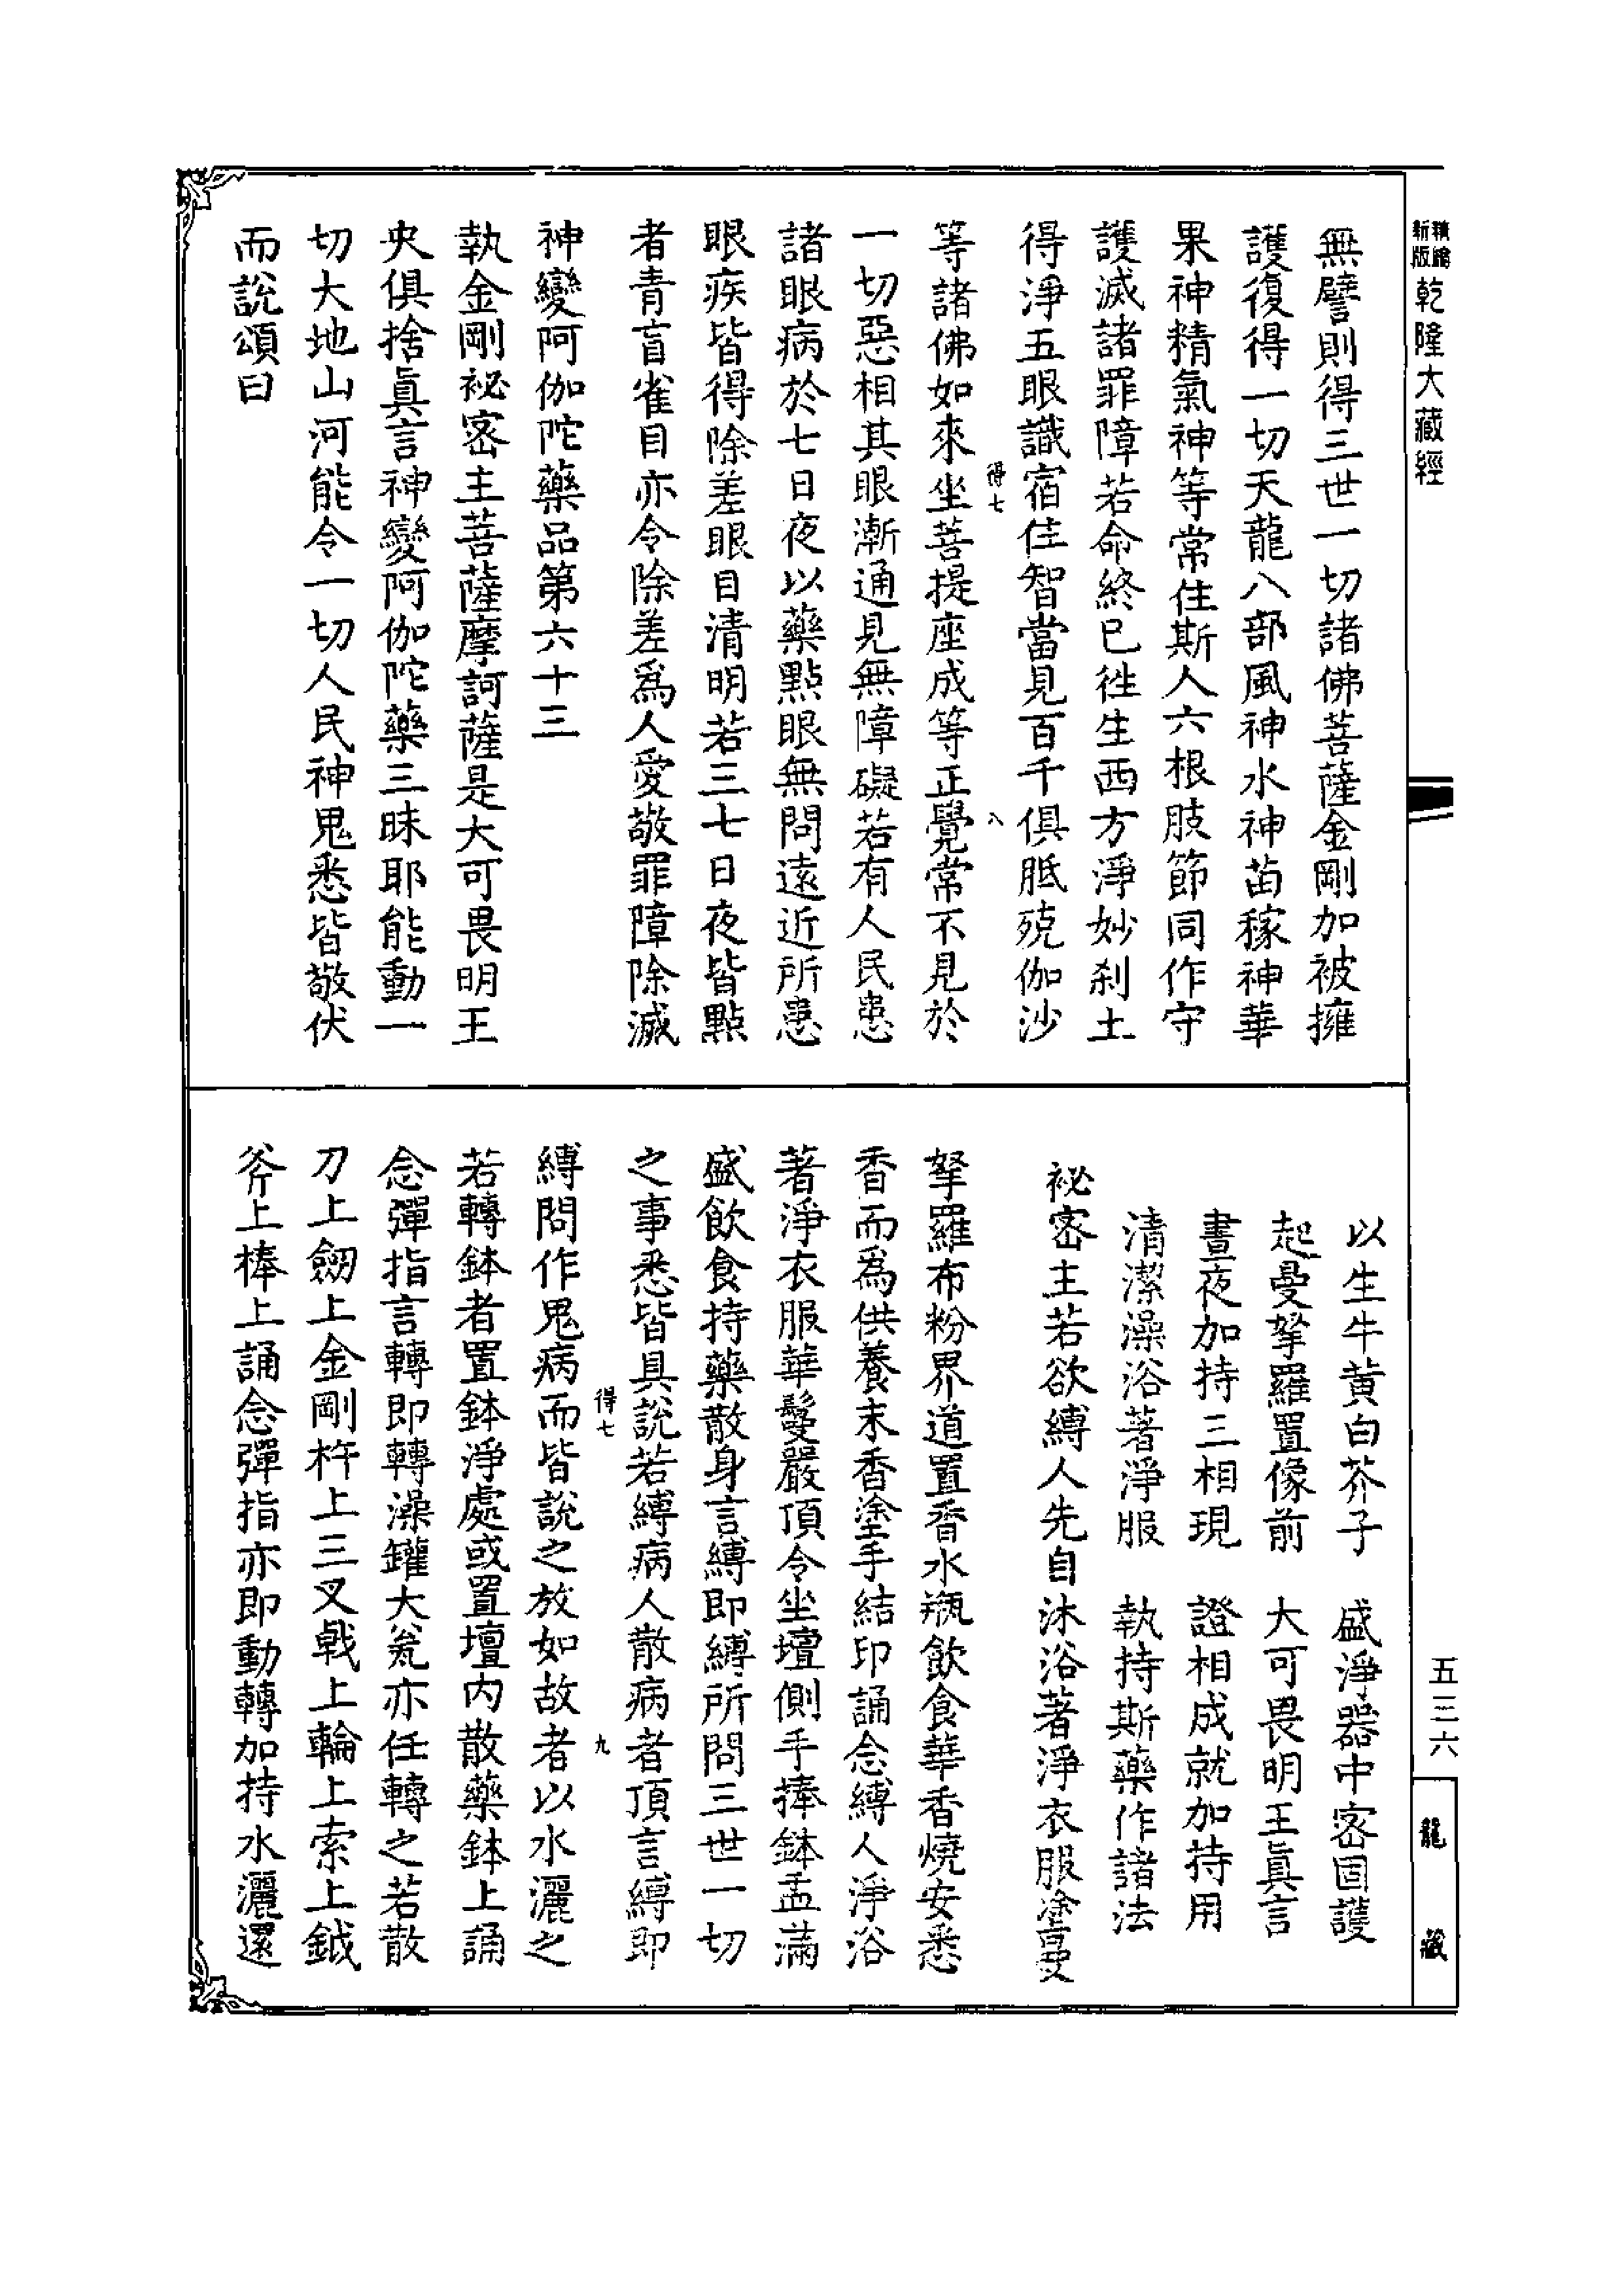 精編
新版
乾隆大藏經
無譬則得三世一切諸佛菩薩金剛加被擁
護復得一切天龍八部風神水神苗稼神華
果神精氣神等常住斯人六根肢節同作守
護滅諸罪障若命終已往生西方淨妙刹土
得淨五眼識宿住智當見百千俱胝殑伽沙
得七
八
等諸佛如來坐菩提座成等正覺常不見於
一切惡相其眼漸通見無障礙若有人民患
諸眼病於七日夜以藥點眼無問遠近所患
眼疾皆得除差眼目清明若三七日夜皆點
者青盲雀目亦令除差爲人愛敬罪障除滅
神變阿伽陀藥品第六十三
執金剛祕密主菩薩摩訶薩是大可畏明王
央俱捨眞言神變阿伽陀藥三昧耶能動一
切大地山河能令一切人民神鬼悉皆敬伏
而說頌曰
以生牛黄白芥子　盛淨器中密固護
起曼拏羅置像前　大可畏明王眞言
晝夜加持三相現　證相成就加持用
清潔澡浴著淨服　執持斯藥作諸法
祕密主若欲縛人先自沐浴著淨衣服塗曼
拏羅布粉界道置香水瓶飲食華香燒安悉
香而爲供養末香塗手結印誦念縛人淨浴
著淨衣服華鬘嚴頂令坐壇側手捧鉢盂滿
盛飲食持藥散身言縛即縛所問三世一切
之事悉皆具說若縛病人散病者頂言縛即
得七
九
縛問作鬼病而皆說之放如故者以水灑之
若轉鉢者置鉢淨處或置壇内散藥鉢上誦
念彈指言轉即轉澡罐大瓮亦任轉之若散
刀上劒上金剛杵上三叉戟上輪上索上鉞
斧上棒上誦念彈指亦即動轉加持水灑還
五三六
龍藏